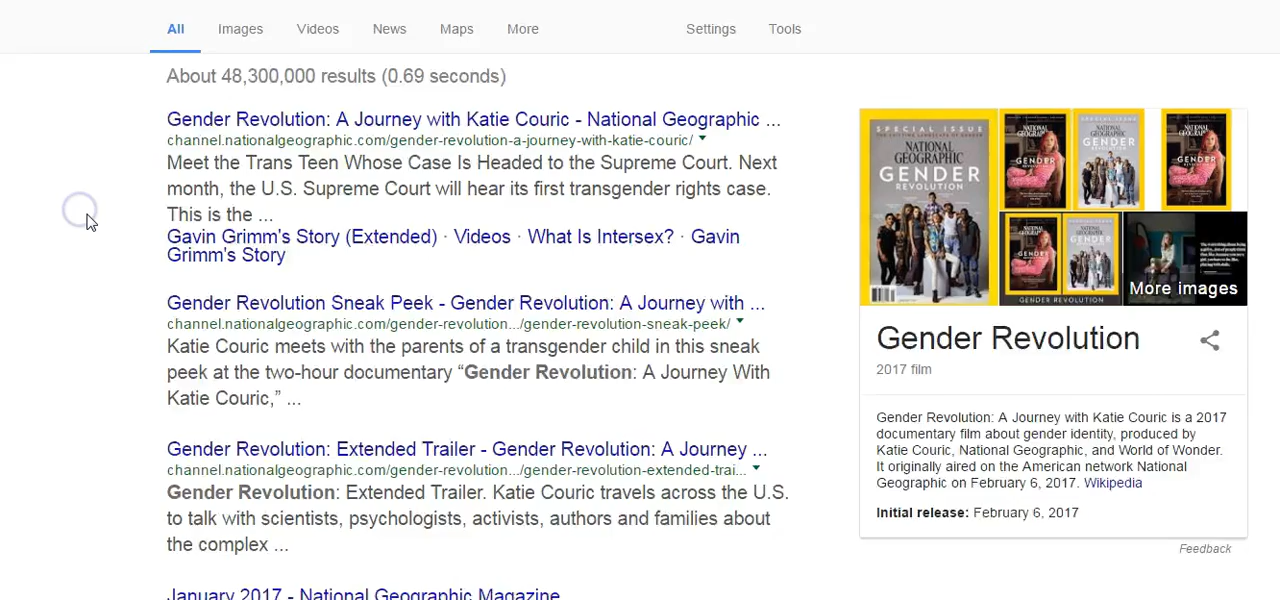 All
Images
Videos
News
Maps
More
Settings
Tools
About 48,300,000 results (0.69 seconds)
Gender Revolution: A Journey with Katie Couric - National Geographic ...
channel.nationalgeographic.com/gender-revolution-a-journey-with-katie-couric/
Meet the Trans Teen Whose Case Is Headed to the Supreme Court. Next
month, the U.S. Supreme Court will hear its first transgender rights case.
This is the ...
Gavin Grimm's Story (Extended) · Videos · What Is Intersex? · Gavin
Grimm's Story
Gender Revolution Sneak Peek - Gender Revolution: A Journey with ...
channel.nationalgeographic.com/gender-revolution.../gender-revolution-sneak-peek/
Katie Couric meets with the parents of a transgender child in this sneak
peek at the two-hour documentary “Gender Revolution: A Journey With
Katie Couric,” ...
Gender Revolution: Extended Trailer - Gender Revolution: A Journey ...
channel.nationalgeographic.com/gender-revolution.../gender-revolution-extended-trai...
Gender Revolution: Extended Trailer. Katie Couric travels across the U.S.
to talk with scientists, psychologists, activists, authors and families about
the complex ...
January 2017 - National Geographic Magazine
SPECIAL ISSUE
NATIONAL
GEOGRAPHIC
GENDER
REVOLUTION
GENDER REVOLUTION
More images
Gender Revolution
2017 film
Gender Revolution: A Journey with Katie Couric is a 2017
documentary film about gender identity, produced by
Katie Couric, National Geographic, and World of Wonder.
It originally aired on the American network National
Geographic on February 6, 2017. Wikipedia
Initial release: February 6, 2017
Feedback